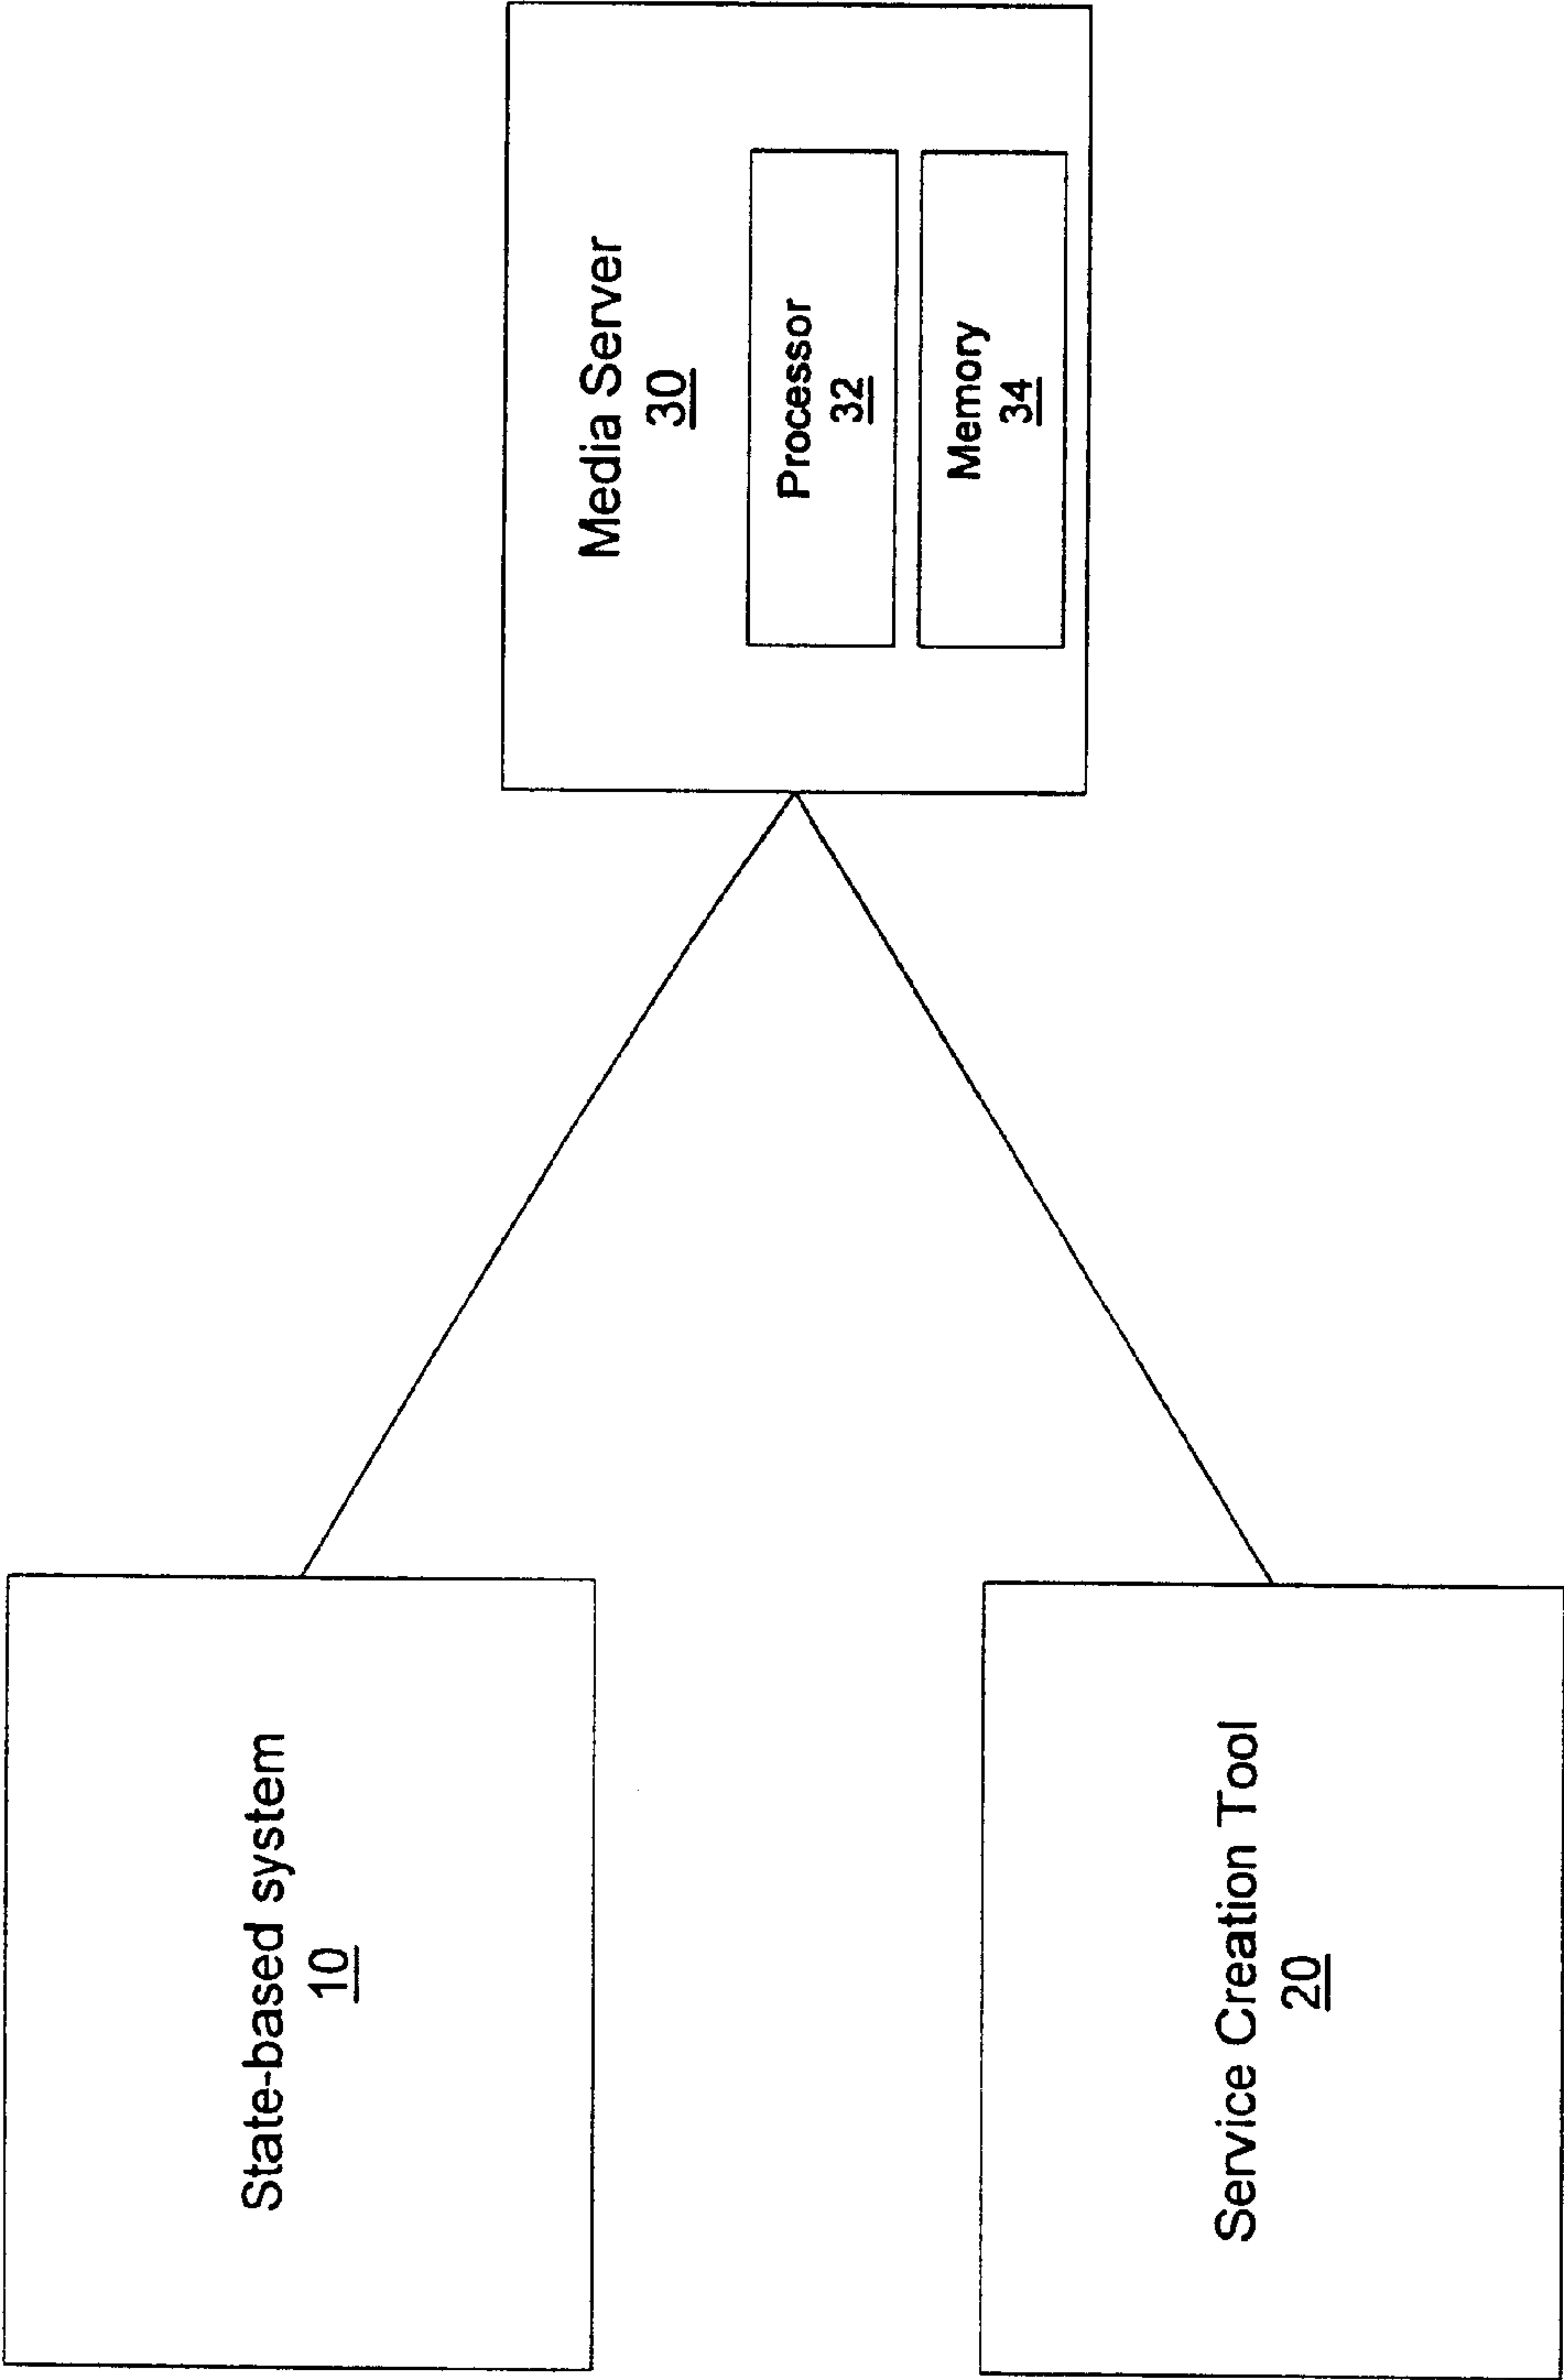 State-based system
10
Service Creation Tool
20
Media Server
30
Processor
32
Memory
34